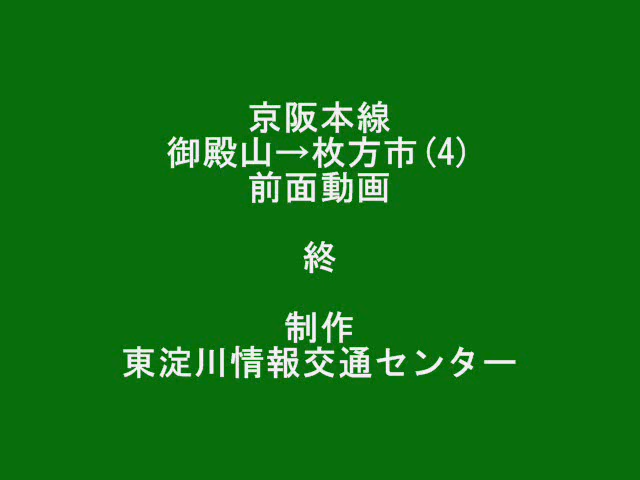 京阪本線
御殿山→枚方市(4)
前面動画
終
制作
東淀川情報交通センター